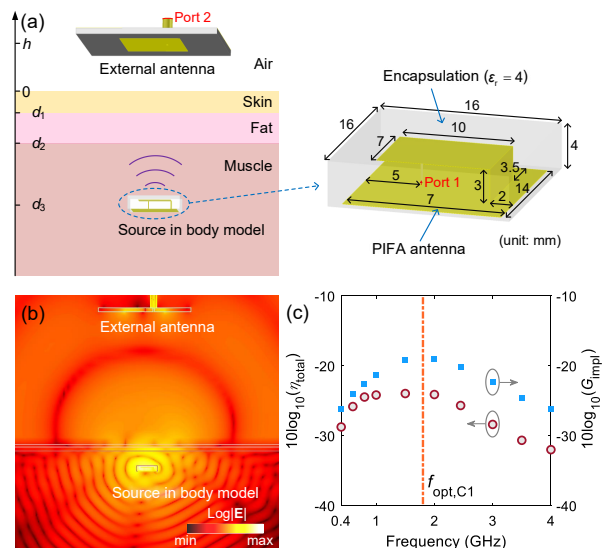 (a)
Port 2
h
External antenna
Air
0
Skin
d1
Fat
d2
Muscle
d3
Source in body model
Encapsulation (εr = 4)
16
16
10
4
7
3.5
5
Port 1
3
14
2
7
PIFA antenna
(unit: mm)
(b)
External antenna
Source in body model
Log|E|
min
max
(c)
-10
-20
-30
-40
10log10(ηtotal)
-10
-20
-30
-40
10log10(Gimpl)
fopt,C1
0.4
1
2
3
4
Frequency (GHz)